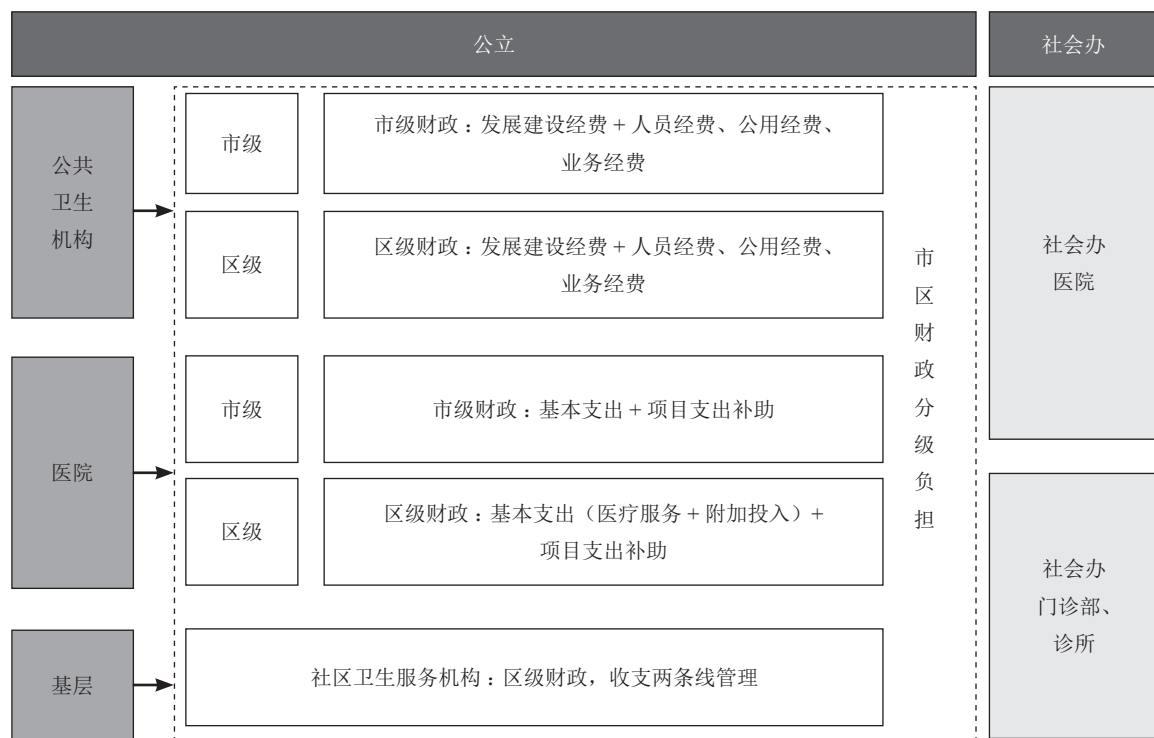 公立
社会办
公共
卫生
机构
市级
市级财政：发展建设经费 + 人员经费、公用经费、
业务经费
区级
区级财政：发展建设经费 + 人员经费、公用经费、
业务经费
医院
市级
市级财政：基本支出 + 项目支出补助
区级
区级财政：基本支出（医疗服务 + 附加投入）+
项目支出补助
基层
社区卫生服务机构：区级财政，收支两条线管理
市
区
财
政
分
级
负
担
社会办
医院
社会办
门诊部、
诊所